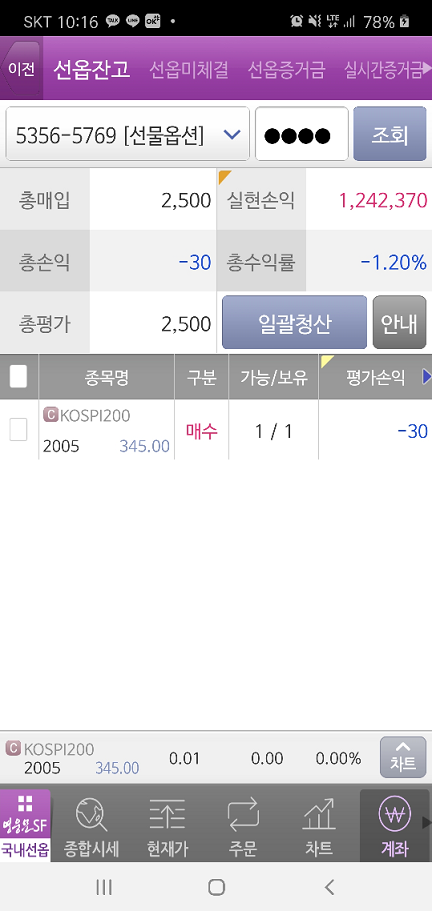 SKT 10:16 TALK LINE OK LTE 78%
이전 선옵잔고 선옵미체결 선옵증거금 실시간증거금
5356-5769 [선물옵션] ●●●● 조회
총매입 2,500 실현손익 1,242,370
총손익 -30 총수익률 -1.20%
총평가 2,500 일괄청산 안내
종목명 구분 가능/보유 평가손익
C KOSPI200
2005 345.00 매수 1 / 1 -30
C KOSPI200
2005 345.00 0.01 0.00 0.00% 차트
영웅문SF
국내선옵 종합시세 현재가 주문 차트 계좌